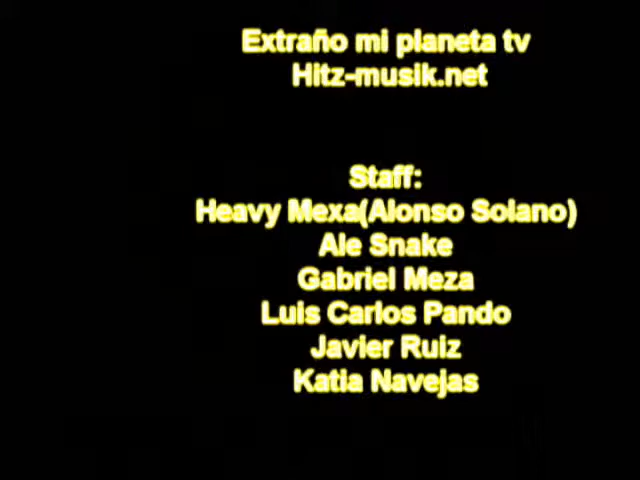 Extraño mi planeta tv
Hitz-musik.net
Staff:
Heavy Mexa(Alonso Solano)
Ale Snake
Gabriel Meza
Luis Carlos Pando
Javier Ruiz
Katia Navejas